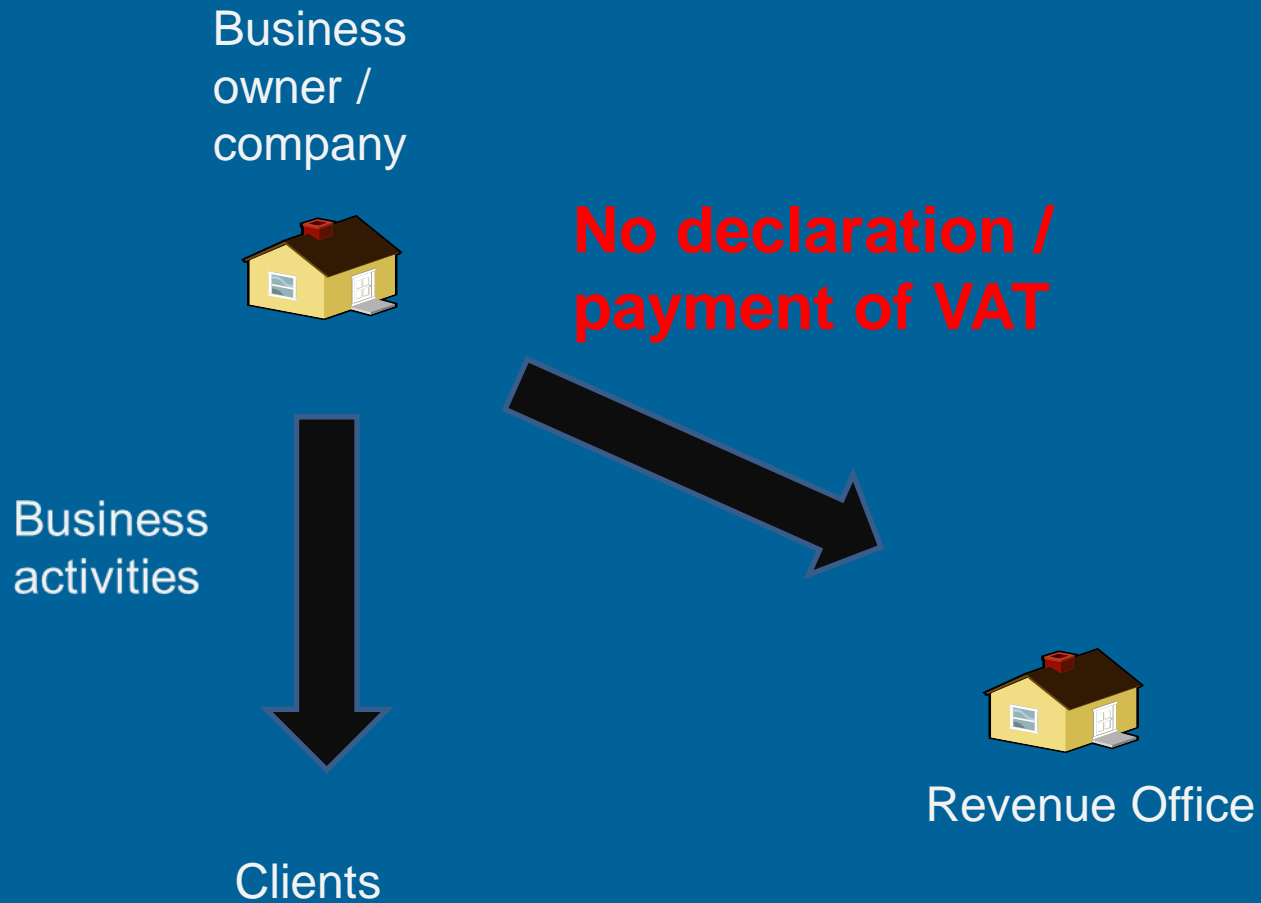 Business
owner /
company
No declaration /
payment of VAT
Business
activities
Revenue Office
Clients